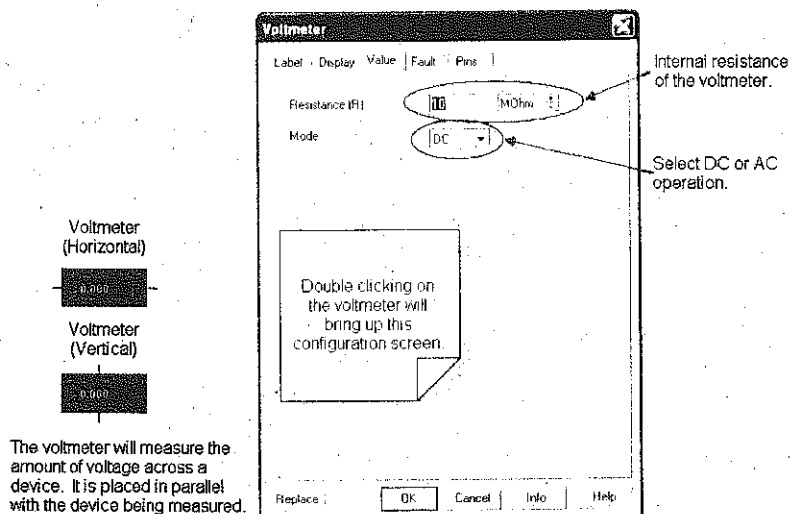 Voltmeter
Label Display Value Fault Pins
Resistance (R) 10 MOhm
Mode DC
Internal resistance
of the voltmeter.
Select DC or AC
operation.
Double clicking on
the voltmeter will
bring up this
configuration screen.
Voltmeter
(Horizontal)
0.000
Voltmeter
(Vertical)
0.000
The voltmeter will measure the
amount of voltage across a
device. It is placed in parallel
with the device being measured.
Replace OK Cancel Info Help